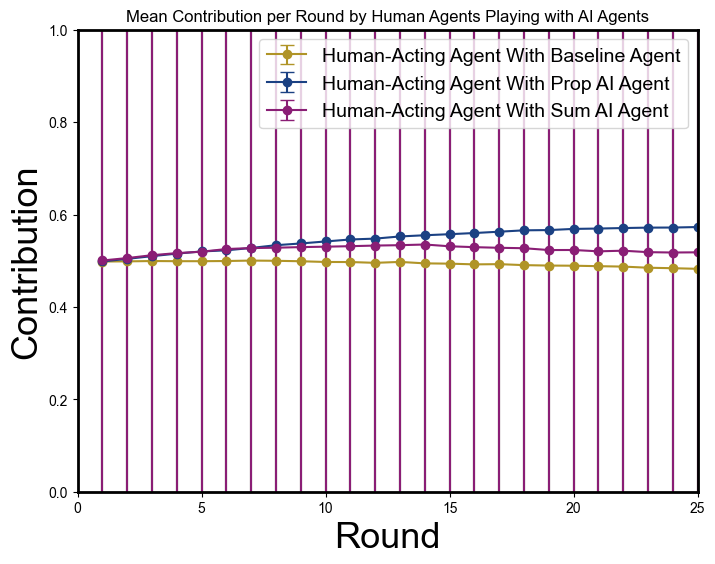 Mean Contribution per Round by Human Agents Playing with AI Agents
1.0
0.8
0.6
0.4
0.2
0.0
Contribution
Human-Acting Agent With Baseline Agent
Human-Acting Agent With Prop AI Agent
Human-Acting Agent With Sum AI Agent
0 5 10 15 20 25
Round